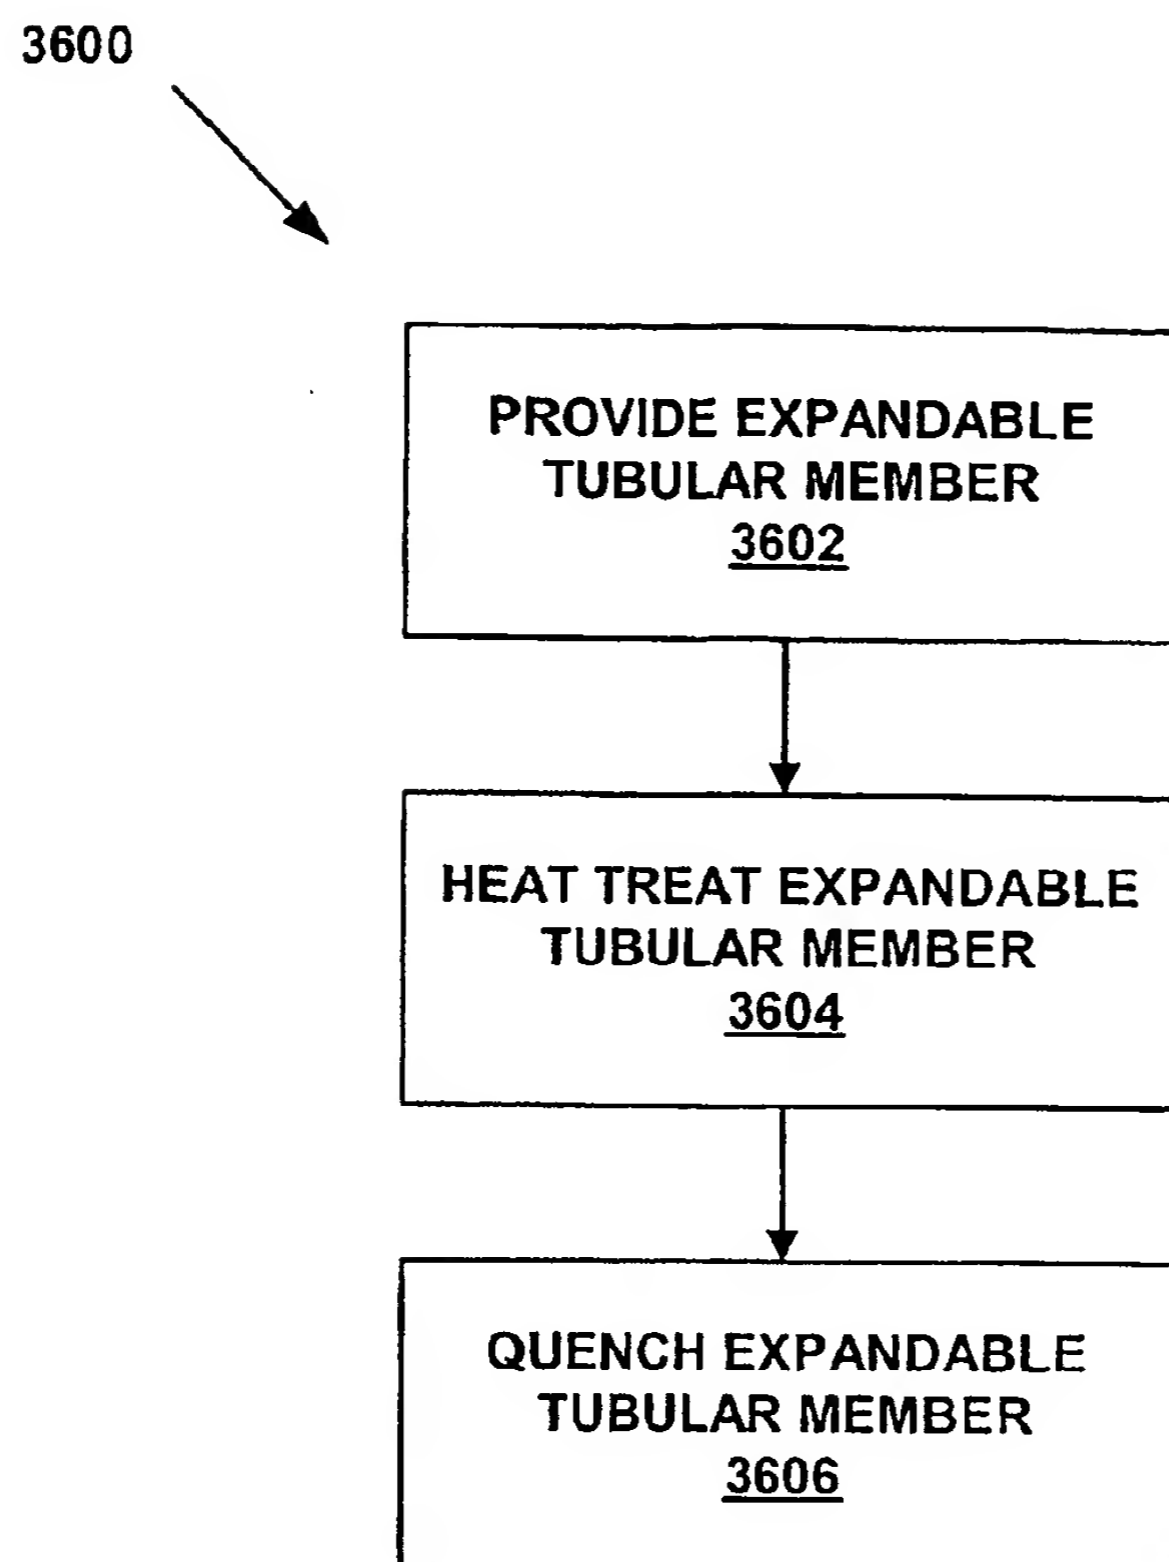 3600
PROVIDE EXPANDABLE
TUBULAR MEMBER
3602
HEAT TREAT EXPANDABLE
TUBULAR MEMBER
3604
QUENCH EXPANDABLE
TUBULAR MEMBER
3606